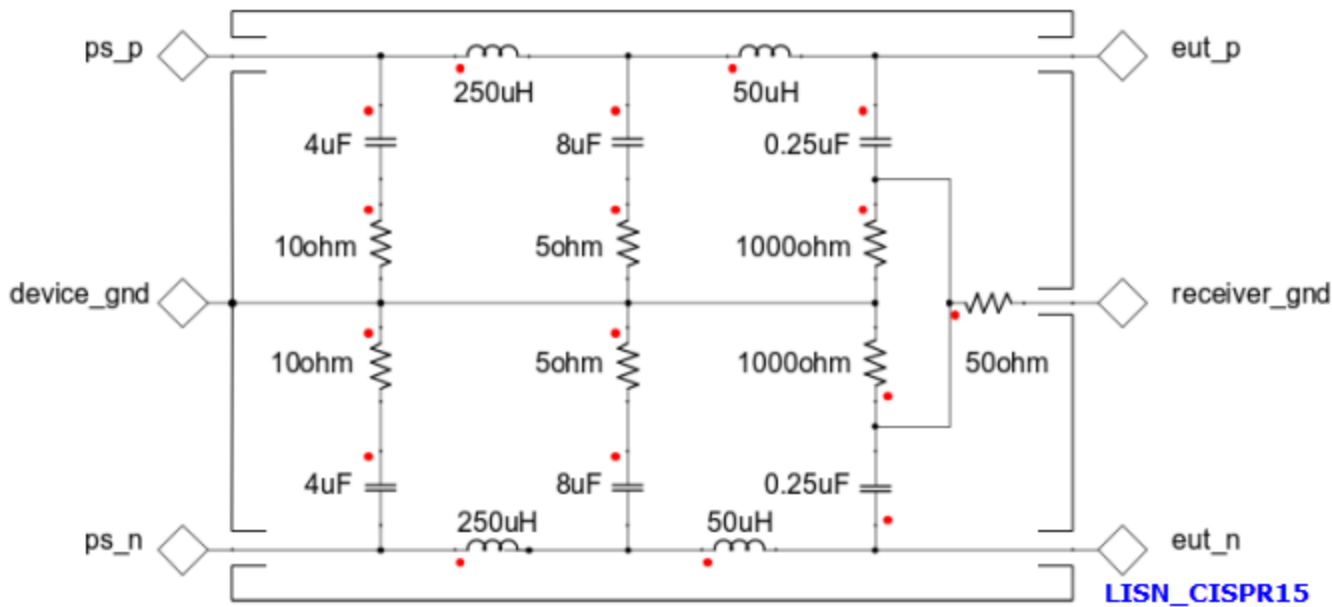 ps_p
eut_p
250uH
50uH
4uF
8uF
0.25uF
10ohm
5ohm
1000ohm
device_gnd
receiver_gnd
10ohm
5ohm
1000ohm
50ohm
4uF
8uF
0.25uF
250uH
50uH
ps_n
eut_n
LISN_CISPR15